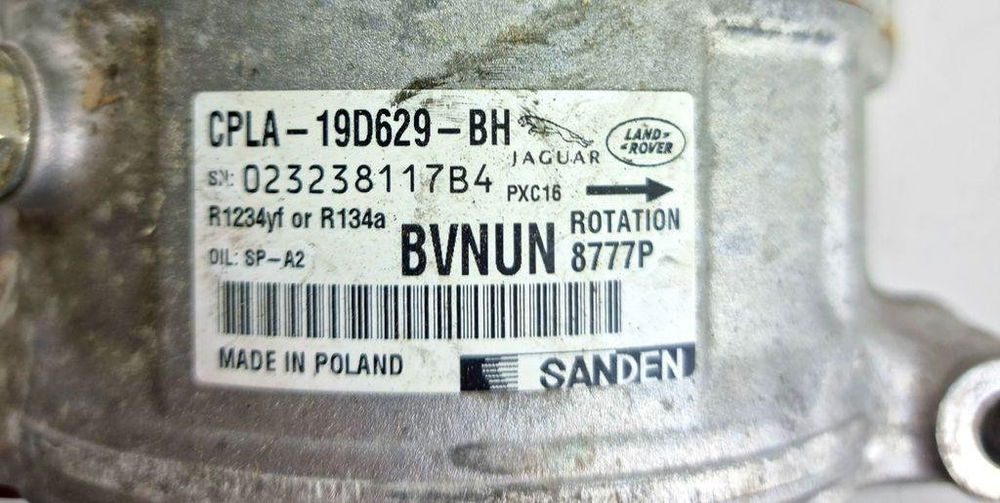 CPLA-19D629-BH
JAGUAR
LAND-
-ROVER
SN: 023238117B4
PXC16
R1234yf or R134a
ROTATION
OIL: SP-A2
BVNUN
8777P
MADE IN POLAND
SANDEN